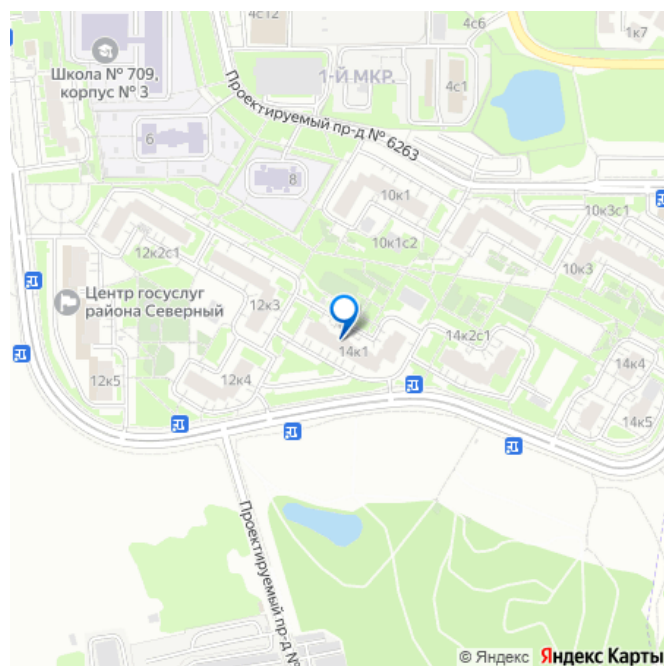 4с12
4с6
1к7
Школа № 709,
корпус № 3
1-Й МКР.
4с1
Проектируемый пр-д № 6263
6
8
10к1
10к3с1
12к2с1
10к1с2
10к3
Центр госуслуг
района Северный
12к3
14к2с1
14к1
14к4
12к5
12к4
14к5
Проектируемый пр-д №
© Яндекс Яндекс Карты